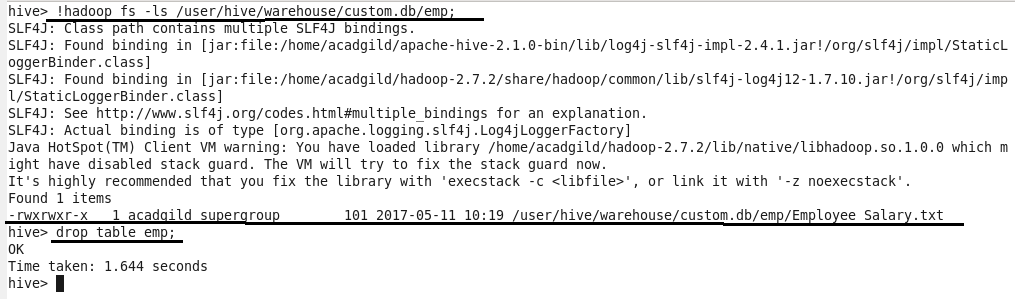 hive> !hadoop fs -ls /user/hive/warehouse/custom.db/emp;
SLF4J: Class path contains multiple SLF4J bindings.
SLF4J: Found binding in [jar:file:/home/acadgild/apache-hive-2.1.0-bin/lib/log4j-slf4j-impl-2.4.1.jar!/org/slf4j/impl/StaticL
oggerBinder.class]
SLF4J: Found binding in [jar:file:/home/acadgild/hadoop-2.7.2/share/hadoop/common/lib/slf4j-log4j12-1.7.10.jar!/org/slf4j/imp
l/StaticLoggerBinder.class]
SLF4J: See http://www.slf4j.org/codes.html#multiple_bindings for an explanation.
SLF4J: Actual binding is of type [org.apache.logging.slf4j.Log4jLoggerFactory]
Java HotSpot(TM) Client VM warning: You have loaded library /home/acadgild/hadoop-2.7.2/lib/native/libhadoop.so.1.0.0 which m
ight have disabled stack guard. The VM will try to fix the stack guard now.
It's highly recommended that you fix the library with 'execstack -c <libfile>', or link it with '-z noexecstack'.
Found 1 items
-rwxrwxr-x   1 acadgild supergroup        101 2017-05-11 10:19 /user/hive/warehouse/custom.db/emp/Employee Salary.txt
hive> drop table emp;
OK
Time taken: 1.644 seconds
hive>